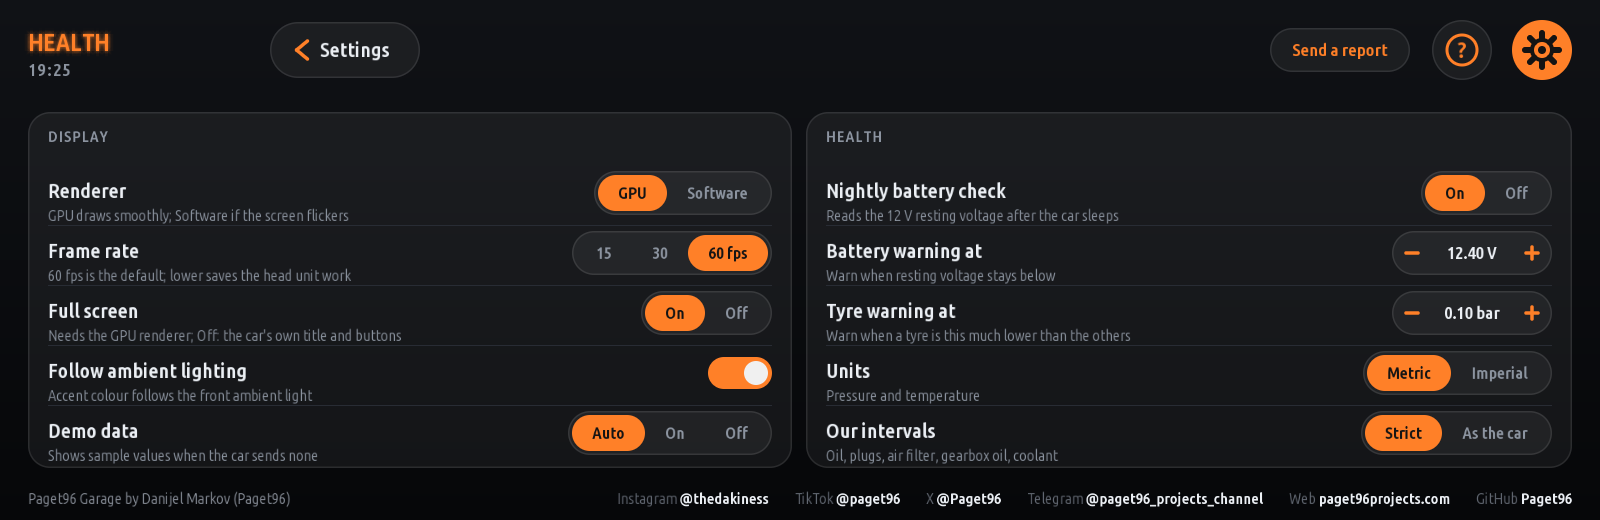 HEALTH
19:25
Settings
Send a report
?
DISPLAY
Renderer
GPU draws smoothly; Software if the screen flickers
GPU Software
Frame rate
60 fps is the default; lower saves the head unit work
15 30 60 fps
Full screen
Needs the GPU renderer; Off: the car's own title and buttons
On Off
Follow ambient lighting
Accent colour follows the front ambient light
Demo data
Shows sample values when the car sends none
Auto On Off
HEALTH
Nightly battery check
Reads the 12 V resting voltage after the car sleeps
On Off
Battery warning at
Warn when resting voltage stays below
− 12.40 V +
Tyre warning at
Warn when a tyre is this much lower than the others
− 0.10 bar +
Units
Pressure and temperature
Metric Imperial
Our intervals
Oil, plugs, air filter, gearbox oil, coolant
Strict As the car
Paget96 Garage by Danijel Markov (Paget96)
Instagram @thedakiness TikTok @paget96 X @Paget96 Telegram @paget96_projects_channel Web paget96projects.com GitHub Paget96